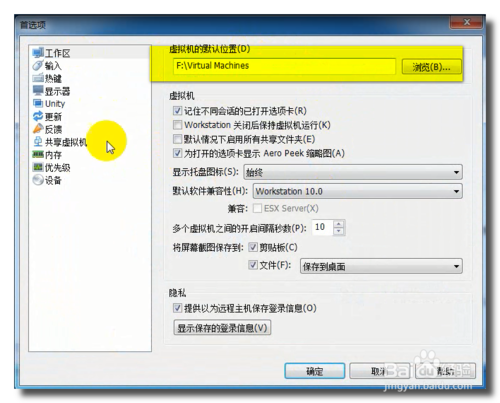 首选项
工作区
输入
热键
显示器
Unity
更新
反馈
共享虚拟机
内存
优先级
设备
虚拟机的默认位置(D)
F:\Virtual Machines
浏览(B)...
虚拟机
记住不同会话的已打开选项卡(R)
Workstation 关闭后保持虚拟机运行(K)
默认情况下启用所有共享文件夹(E)
为打开的选项卡显示 Aero Peek 缩略图(A)
显示托盘图标(S): 始终
默认软件兼容性(H): Workstation 10.0
兼容: ESX Server(X)
多个虚拟机之间的开启间隔秒数(P): 10
将屏幕截图保存到: 剪贴板(C)
文件(F): 保存到桌面
隐私
提供以为远程主机保存登录信息(O)
显示保存的登录信息(V)
确定 取消 帮助
Baidu 经验
jingyan.baidu.com